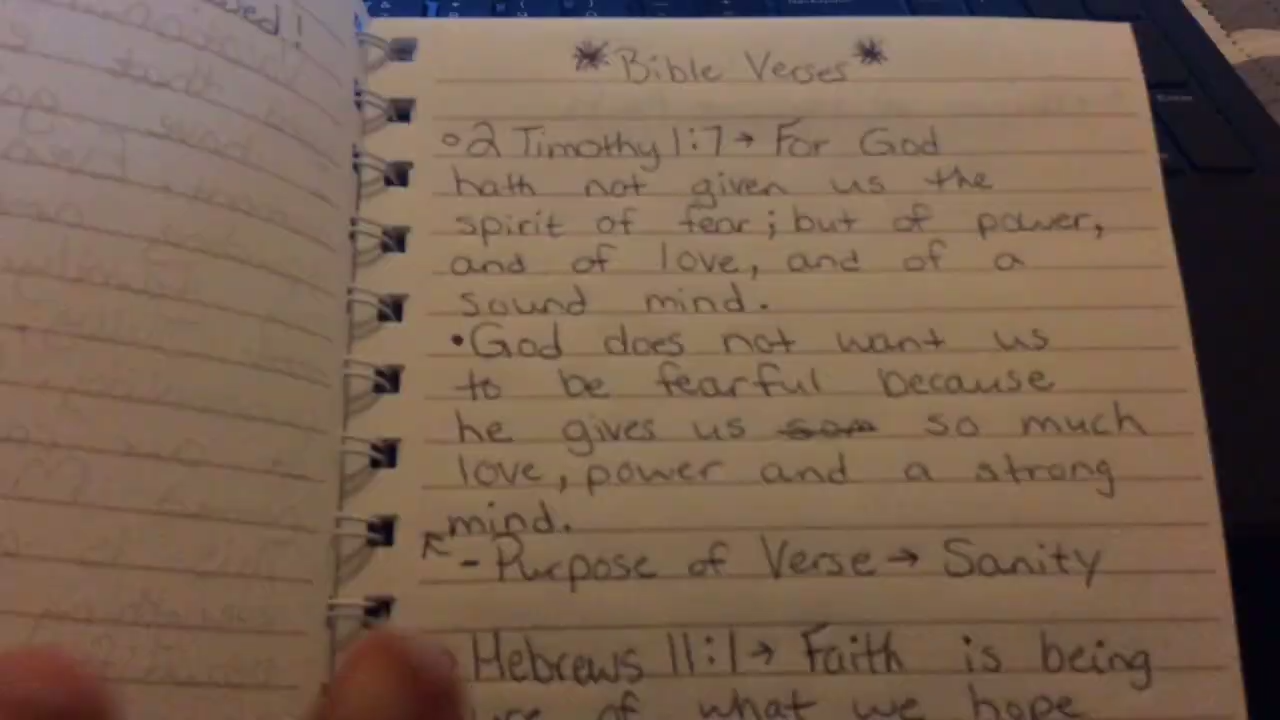 *Bible Verses*
◦2 Timothy 1:7→ For God
hath not given us the
spirit of fear; but of power,
and of love, and of a
sound mind.
•God does not want us
to be fearful because
he gives us so much
love, power and a strong
mind.
- Purpose of Verse → Sanity
Hebrews 11:1→ Faith is being
of what we hope